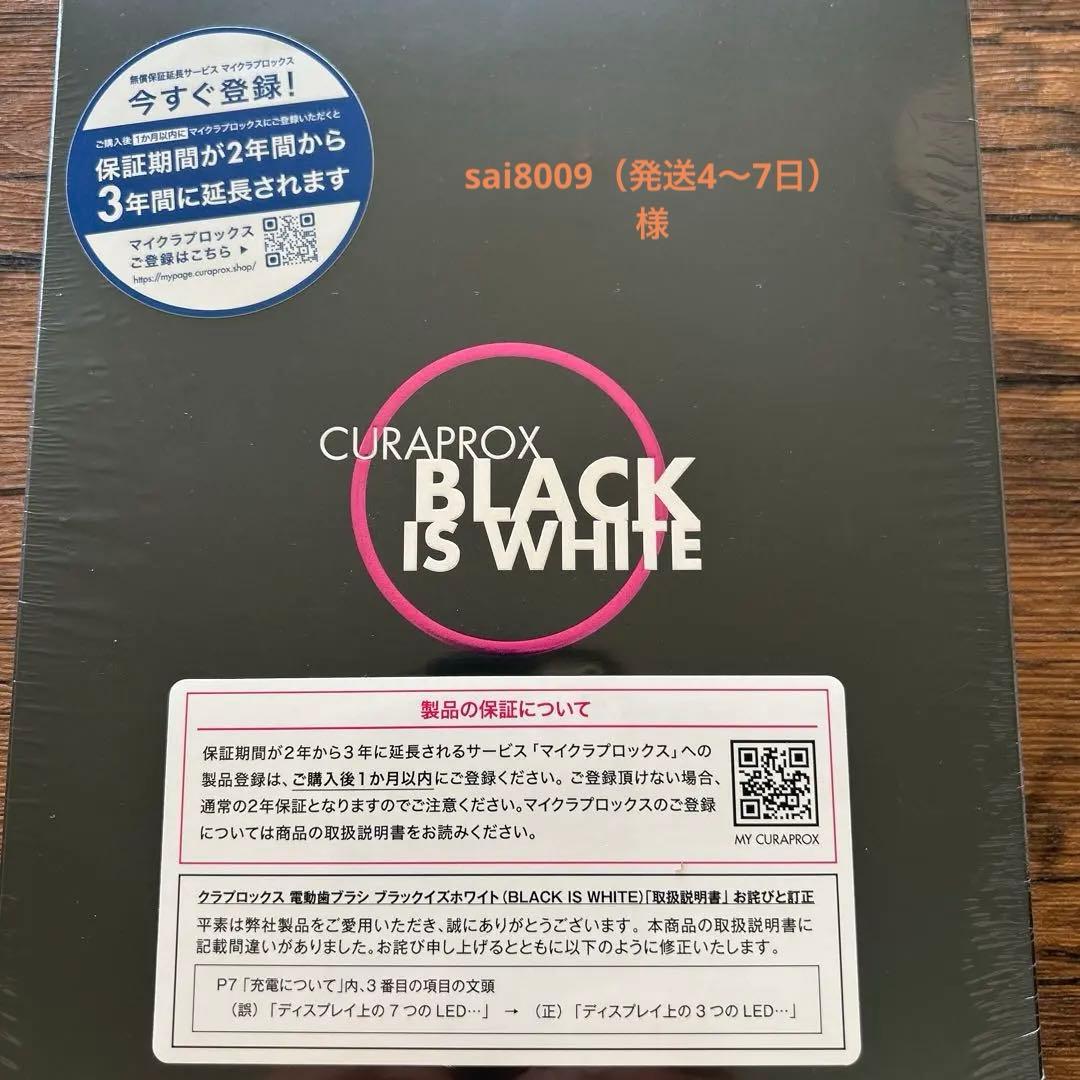 無償保証延長サービス マイクラプロックス
今すぐ登録！
ご購入後1か月以内にマイクラプロックスにご登録いただくと
保証期間が2年間から
3年間に延長されます
マイクラプロックス
ご登録はこちら ▶
https://mypage.curaprox.shop/
sai8009（発送4〜7日）
様
CURAPROX
BLACK
IS WHITE
製品の保証について
保証期間が2年から3年に延長されるサービス「マイクラプロックス」への
製品登録は、ご購入後1か月以内にご登録ください。ご登録頂けない場合、
通常の2年保証となりますのでご注意ください。マイクラプロックスのご登録
については商品の取扱説明書をお読みください。
MY CURAPROX
クラプロックス 電動歯ブラシ ブラックイズホワイト（BLACK IS WHITE）「取扱説明書」 お詫びと訂正
平素は弊社製品をご愛用いただき、誠にありがとうございます。本商品の取扱説明書に
記載間違いがありました。お詫び申し上げるとともに以下のように修正いたします。
P7「充電について」内、3番目の項目の文頭
（誤）「ディスプレイ上の7つのLED…」 → （正）「ディスプレイ上の3つのLED…」